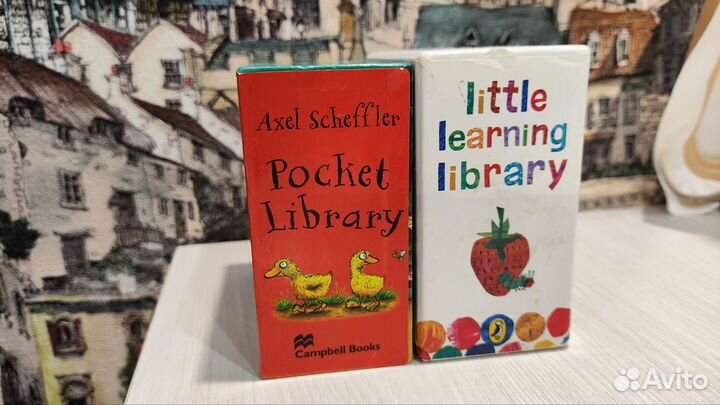 Axel Scheffler
Pocket
Library
Campbell Books
little
learning
library
Avito